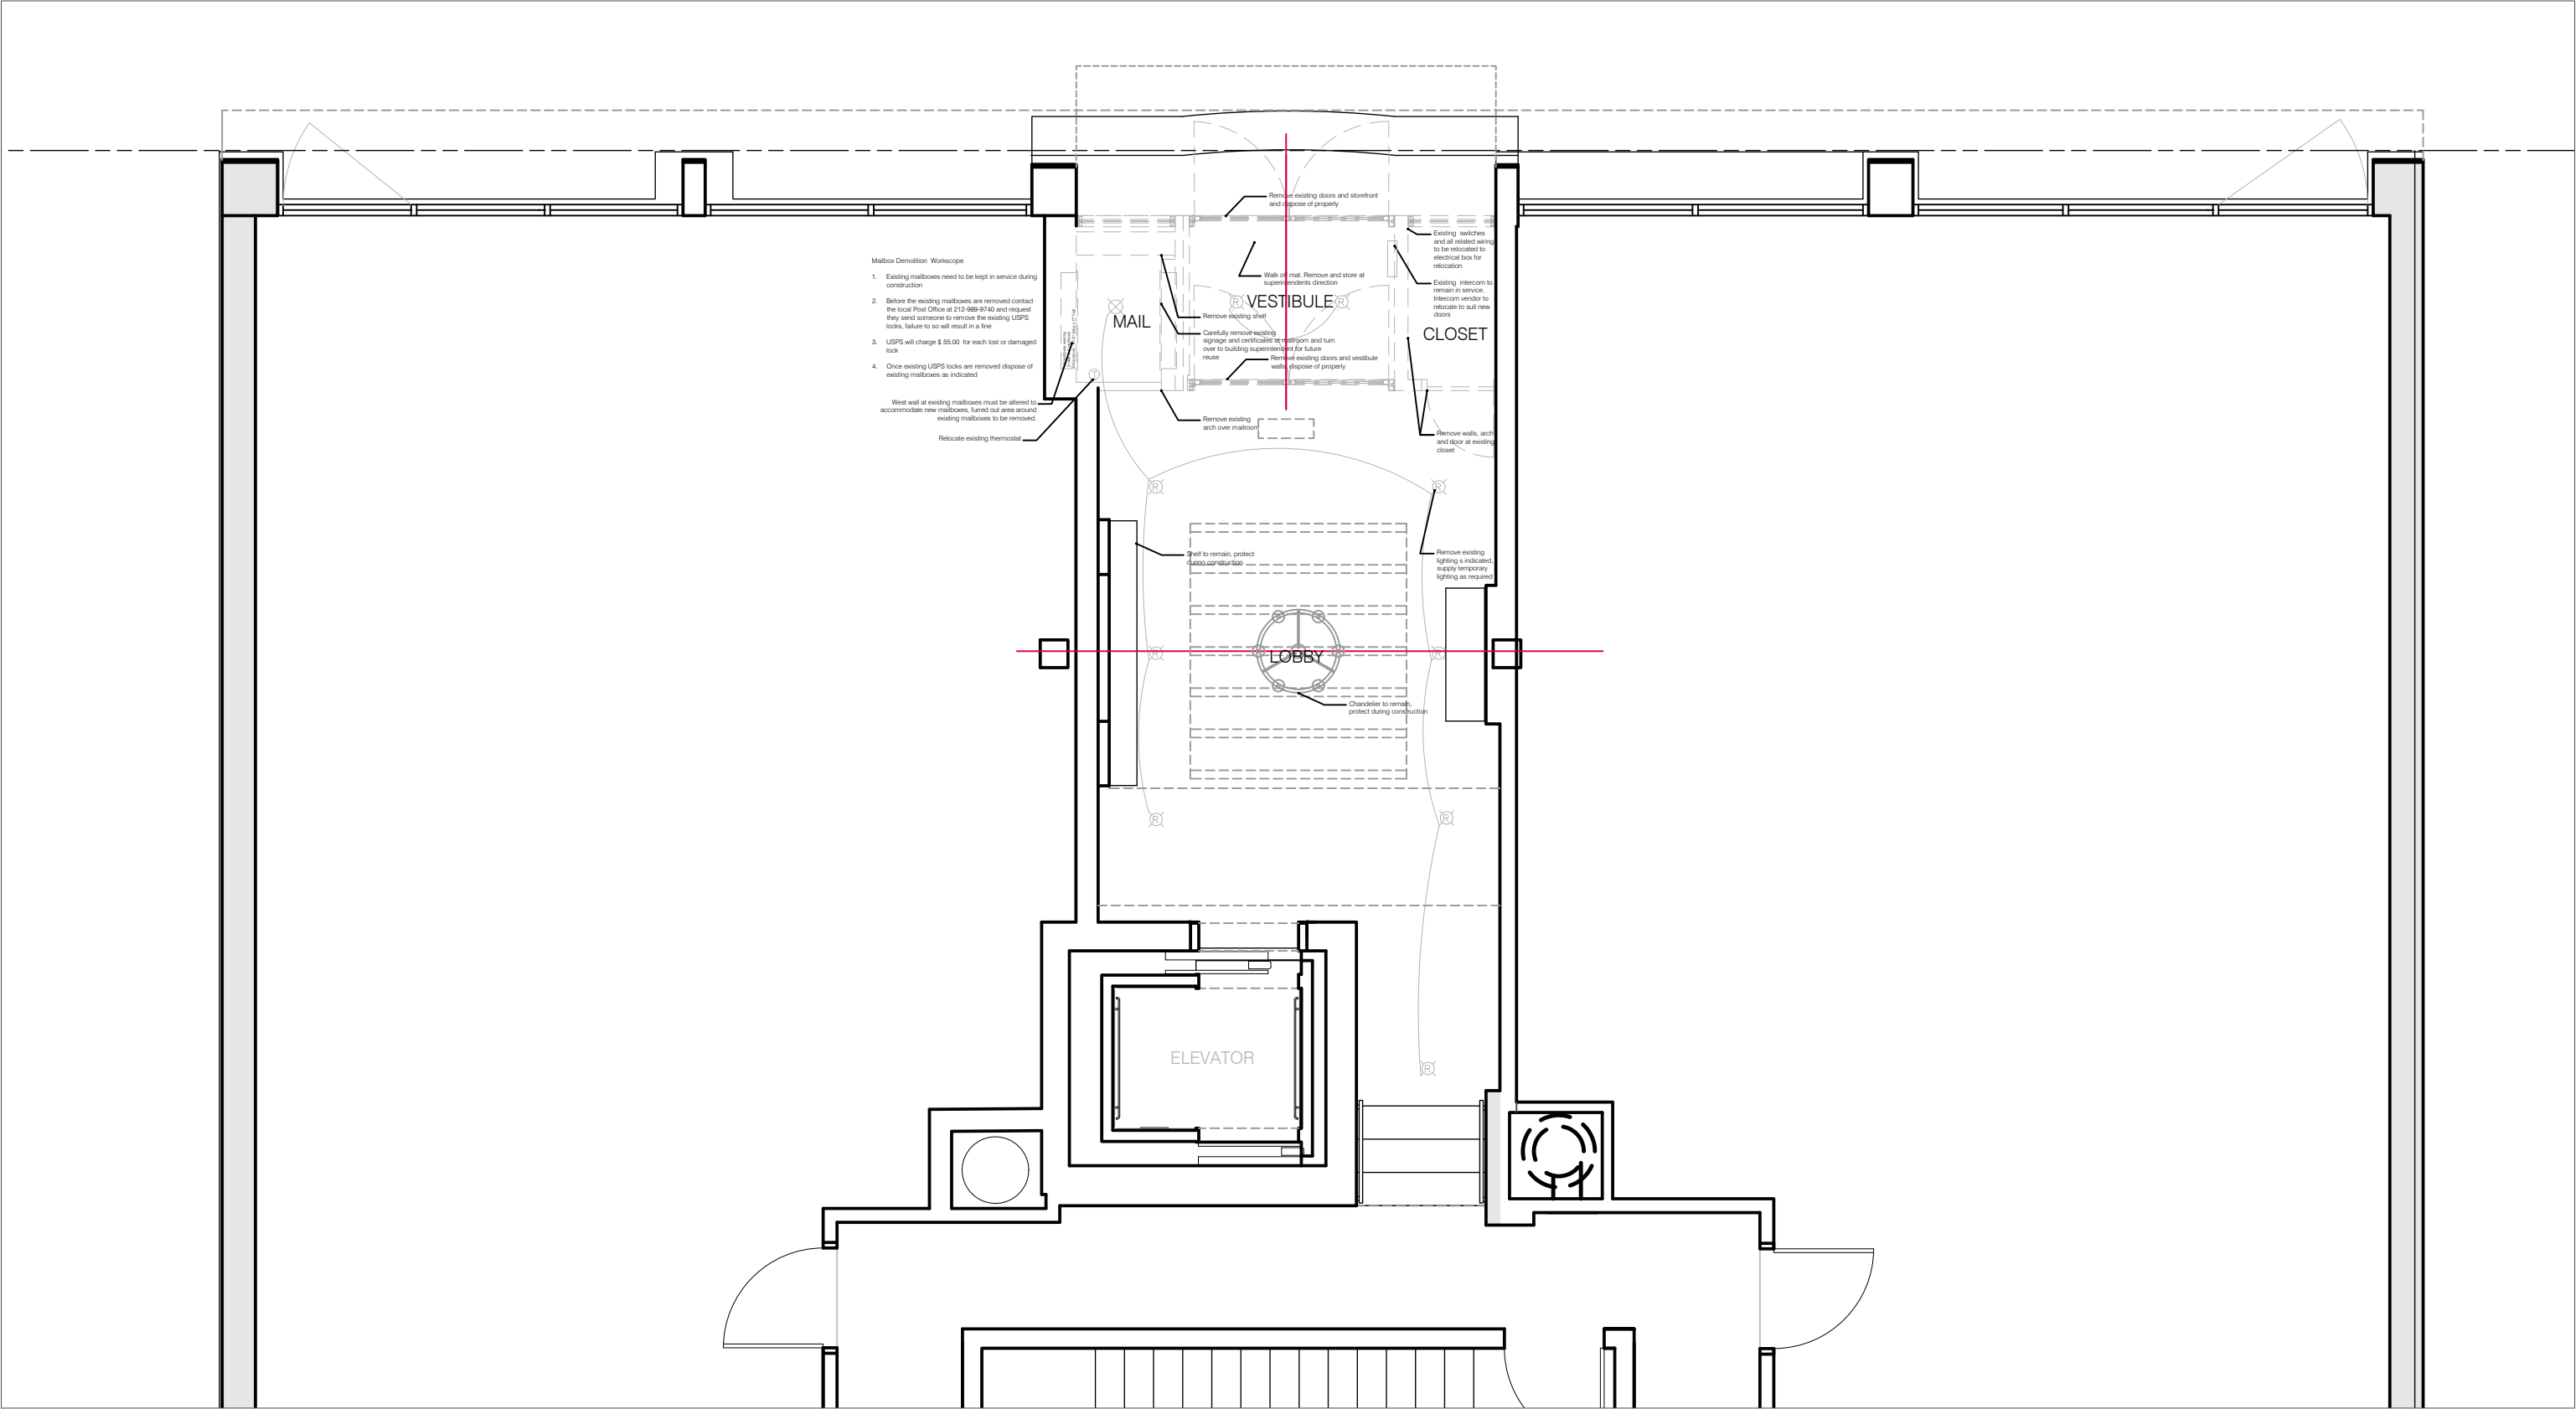 Remove existing doors and storefront
and dispose of properly
Mailbox Demolition Workscope
1. Existing mailboxes need to be kept in service during
construction
2. Before the existing mailboxes are removed contact
the local Post Office at 212-989-9740 and request
they send someone to remove the existing USPS
locks, failure to so will result in a fine
3. USPS will charge $ 55.00 for each lost or damaged
lock
4. Once existing USPS locks are removed dispose of
existing mailboxes as indicated
West wall at existing mailboxes must be altered to
accommodate new mailboxes, furred out area around
existing mailboxes to be removed.
Relocate existing thermostat
MAIL
T
Walk off mat. Remove and store at
superintendents direction
R
VESTIBULE
R
Remove existing shelf
Carefully remove existing
signage and certificates at mailroom and turn
over to building superintendent for future
reuse
Remove existing doors and vestibule
walls, dispose of properly
Remove existing
arch over mailroom
Existing switches
and all related wiring
to be relocated to
electrical box for
relocation
Existing intercom to
remain in service.
Intercom vendor to
relocate to suit new
doors
CLOSET
Remove walls, arch
and door at existing
closet
R
R
Shelf to remain, protect
during construction
Remove existing
lighting s indicated,
supply temporary
lighting as required
R
LOBBY
R
Chandelier to remain,
protect during construction
R
R
ELEVATOR
R